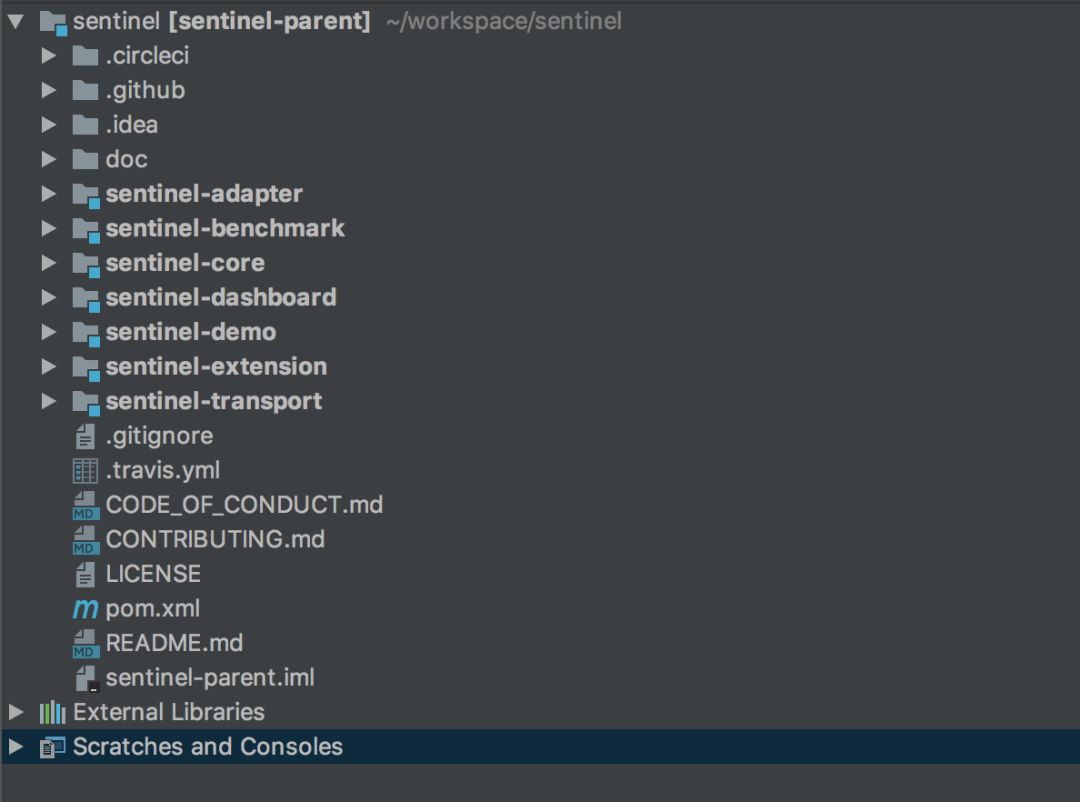 sentinel [sentinel-parent] ~/workspace/sentinel
.circleci
.github
.idea
doc
sentinel-adapter
sentinel-benchmark
sentinel-core
sentinel-dashboard
sentinel-demo
sentinel-extension
sentinel-transport
.gitignore
.travis.yml
MD CODE_OF_CONDUCT.md
MD CONTRIBUTING.md
LICENSE
m pom.xml
MD README.md
sentinel-parent.iml
External Libraries
Scratches and Consoles